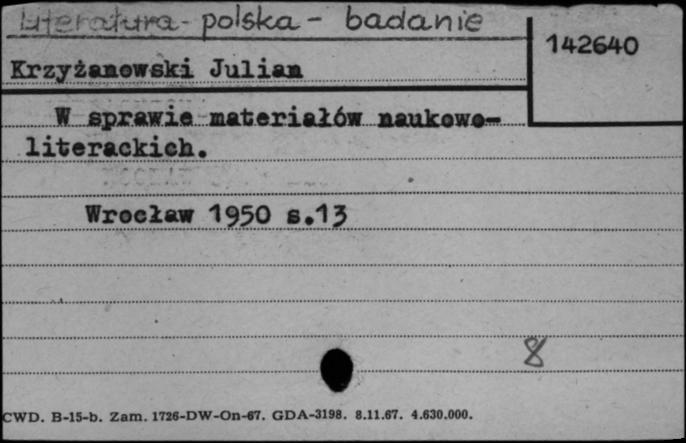 Literatura - polska - badanie
142640
Krzyżanowski Julian
W sprawie materiałów naukowo-
literackich.
Wrocław 1950 s.13
8
CWD. B-15-b. Zam. 1726-DW-On-67. GDA-3198. 8.11.67. 4.630.000.